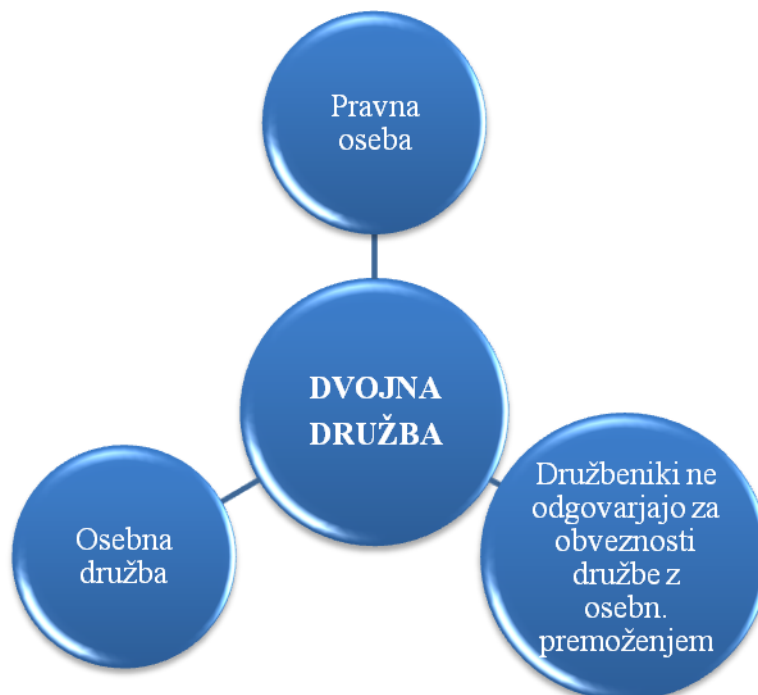 Pravna
oseba
DVOJNA
DRUŽBA
Osebna
družba
Družbeniki ne
odgovarjajo za
obveznosti
družbe z
osebn.
premoženjem